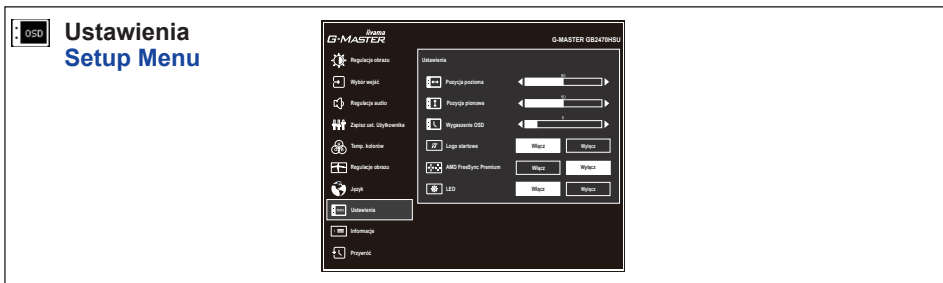 OSD
Ustawienia
Setup Menu
iiyama
G-MASTER
G-MASTER GB2470HSU
Regulacja obrazu
Wybór wejść
Regulacja audio
Zapisz ust. Użytkownika
Temp. kolorów
Regulacja obrazu
Język
OSD Ustawienia
Informacje
Przywróć
Ustawienia
Pozycja pozioma
50
Pozycja pionowa
50
Wygaszenie OSD
Logo startowe
Włącz
Wyłącz
AMD FreeSync Premium
Włącz
Wyłącz
LED
Włącz
Wyłącz